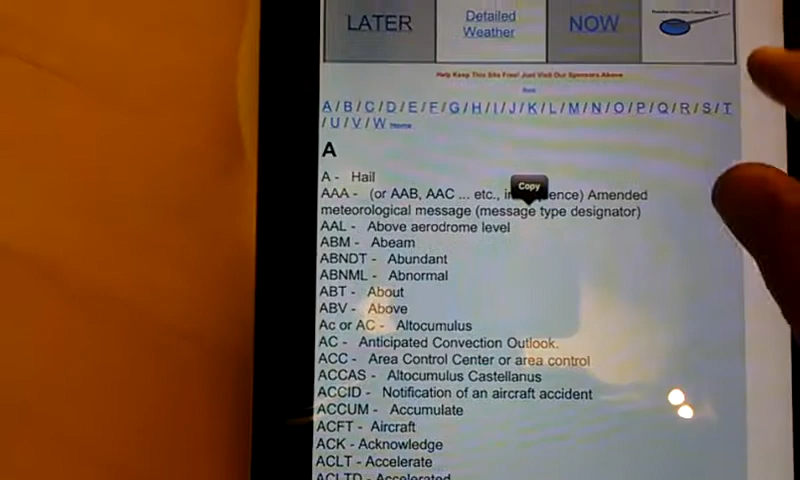 LATER
Detailed
Weather
NOW
Help Keep This Site Free! Just Visit Our Sponsors Above
A / B / C / D / E / F / G / H / I / J / K / L / M / N / O / P / Q / R / S / T
/ U / V / W Home
A
A - Hail
Copy
AAA - (or AAB, AAC ... etc., in ence) Amended
meteorological message (message type designator)
AAL - Above aerodrome level
ABM - Abeam
ABNDT - Abundant
ABNML - Abnormal
ABT - About
ABV - Above
Ac or AC - Altocumulus
AC - Anticipated Convection Outlook.
ACC - Area Control Center or area control
ACCAS - Altocumulus Castellanus
ACCID - Notification of an aircraft accident
ACCUM - Accumulate
ACFT - Aircraft
ACK - Acknowledge
ACLT - Accelerate
ACLTD - Accelerated